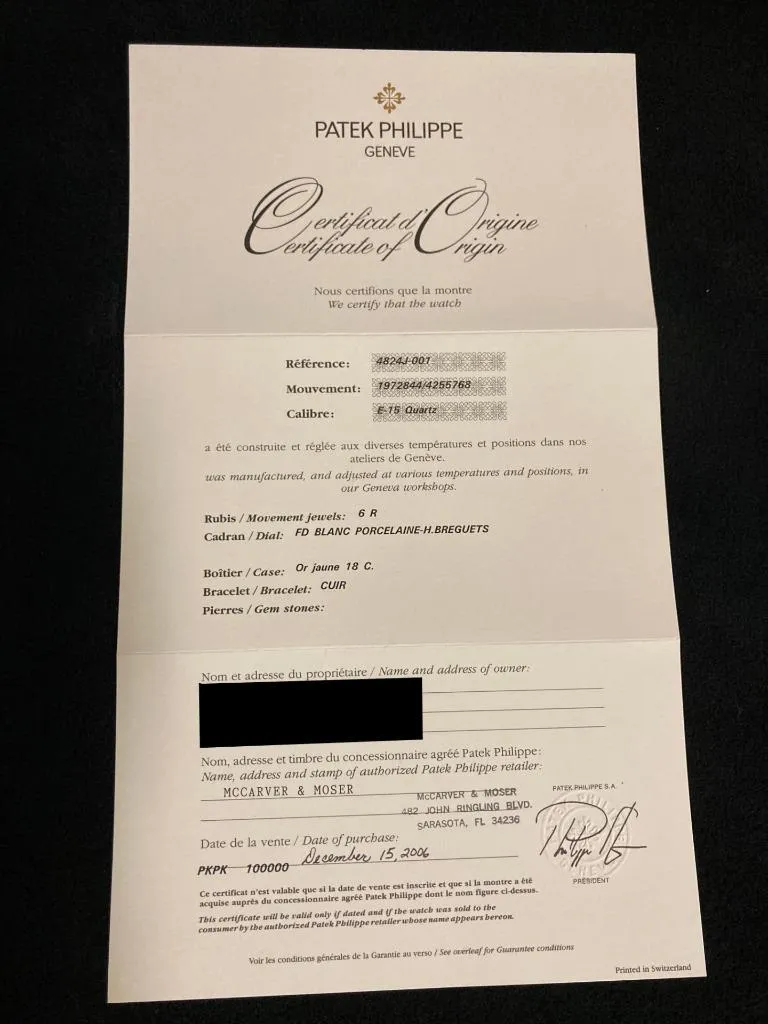 PATEK PHILIPPE
GENEVE
Certificat d'Origine
Certificate of Origin
Nous certifions que la montre
We certify that the watch
Référence: 4824J-001
Mouvement: 1972844/4255768
Calibre: E-15 Quartz
a été construite et réglée aux diverses températures et positions dans nos
ateliers de Genève.
was manufactured, and adjusted at various temperatures and positions, in
our Geneva workshops.
Rubis / Movement jewels: 6 R
Cadran / Dial: FD BLANC PORCELAINE-H.BREGUETS
Boîtier / Case: Or jaune 18 C.
Bracelet / Bracelet: CUIR
Pierres / Gem stones:
Nom et adresse du propriétaire / Name and address of owner:
Nom, adresse et timbre du concessionnaire agréé Patek Philippe:
Name, address and stamp of authorized Patek Philippe retailer:
MCCARVER & MOSER
McCARVER & MOSER
482 JOHN RINGLING BLVD.
SARASOTA, FL 34236
PATEK PHILIPPE S.A.
Date de la vente / Date of purchase:
December 15, 2006
PKPK 100000
PRESIDENT
Ce certificat n'est valable que si la date de vente est inscrite et que si la montre a été
acquise auprès du concessionnaire agréé Patek Philippe dont le nom figure ci-dessus.
This certificate will be valid only if dated and if the watch was sold to the
consumer by the authorized Patek Philippe retailer whose name appears hereon.
Voir les conditions générales de la Garantie au verso / See overleaf for Guarantee conditions
Printed in Switzerland